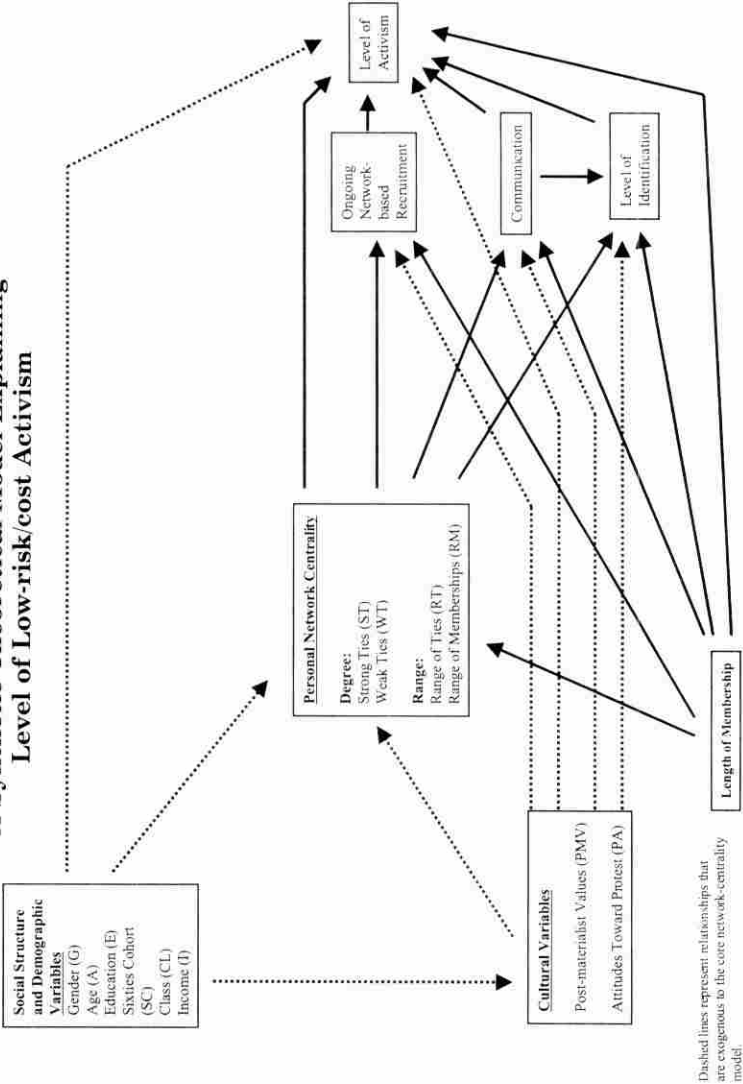 Level of Low-risk/cost Activism
Social Structure
and Demographic
Variables
Gender (G)
Age (A)
Education (E)
Sixties Cohort
(SC)
Class (CL)
Income (I)
Personal Network Centrality
Degree:
Strong Ties (ST)
Weak Ties (WT)
Range:
Range of Ties (RT)
Range of Memberships (RM)
Cultural Variables
Post-materialist Values (PMV)
Attitudes Toward Protest (PA)
Length of Membership
Ongoing
Network-
based
Recruitment
Level of
Activism
Communication
Level of
Identification
Dashed lines represent relationships that
are exogenous to the core network-centrality
model.